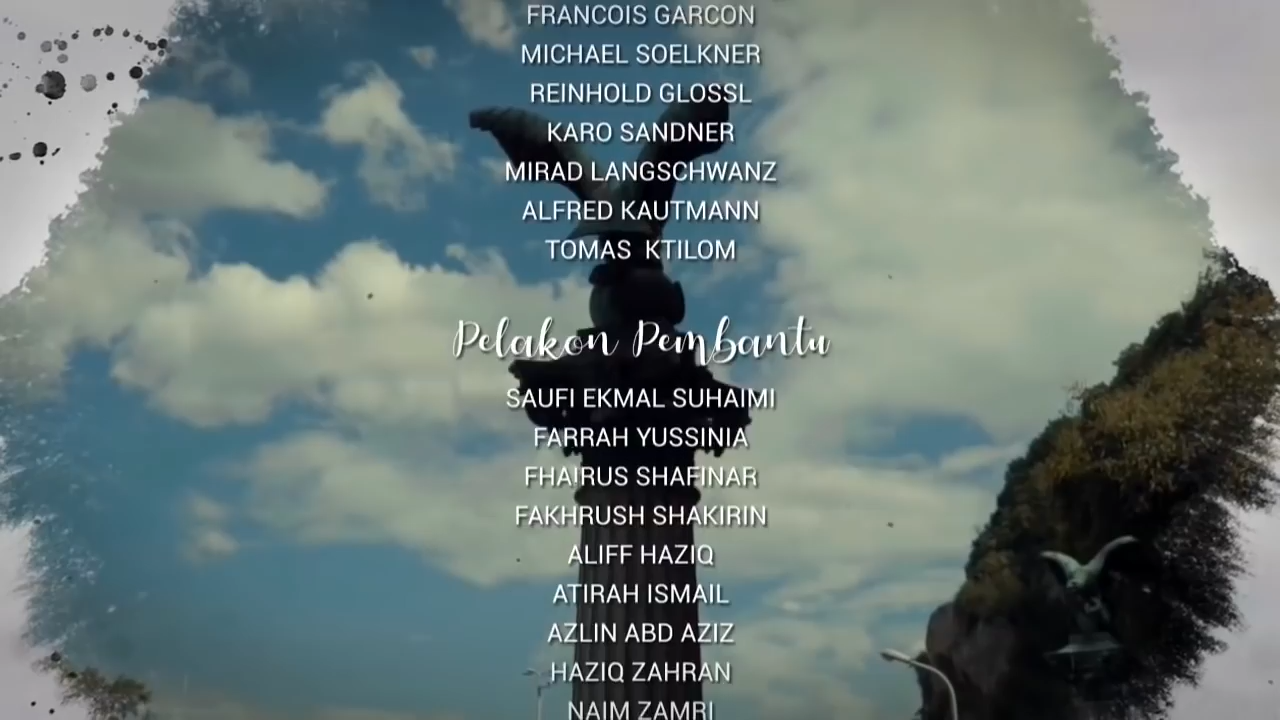 FRANCOIS GARCON
MICHAEL SOELKNER
REINHOLD GLOSSL
KARO SANDNER
MIRAD LANGSCHWANZ
ALFRED KAUTMANN
TOMAS KTILOM
Pelakon Pembantu
SAUFI EKMAL SUHAIMI
FARRAH YUSSINIA
FHAIRUS SHAFINAR
FAKHRUSH SHAKIRIN
ALIFF HAZIQ
ATIRAH ISMAIL
AZLIN ABD AZIZ
HAZIQ ZAHRAN
NAIM ZAMRI